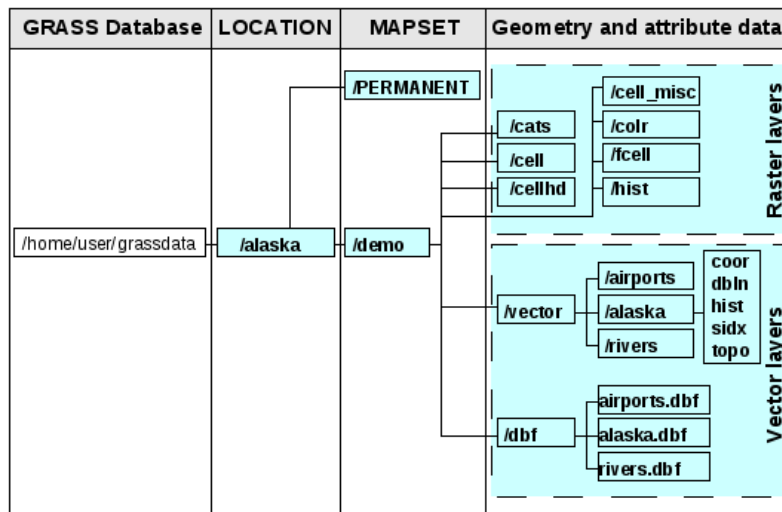 GRASS Database
LOCATION
MAPSET
Geometry and attribute data
/PERMANENT
/cell_misc
/cats
/colr
/cell
/fcell
/cellhd
/hist
Raster layers
/home/user/grassdata
/alaska
/demo
/vector
/airports
/alaska
/rivers
coor
dbln
hist
sidx
topo
/dbf
airports.dbf
alaska.dbf
rivers.dbf
Vector layers